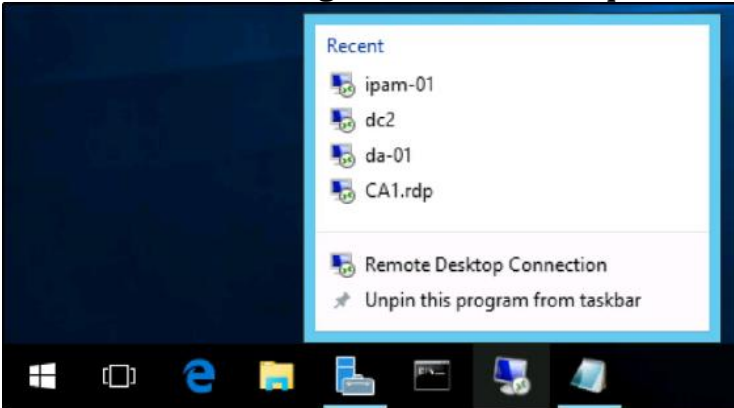 Recent
ipam-01
dc2
da-01
CA1.rdp
Remote Desktop Connection
Unpin this program from taskbar